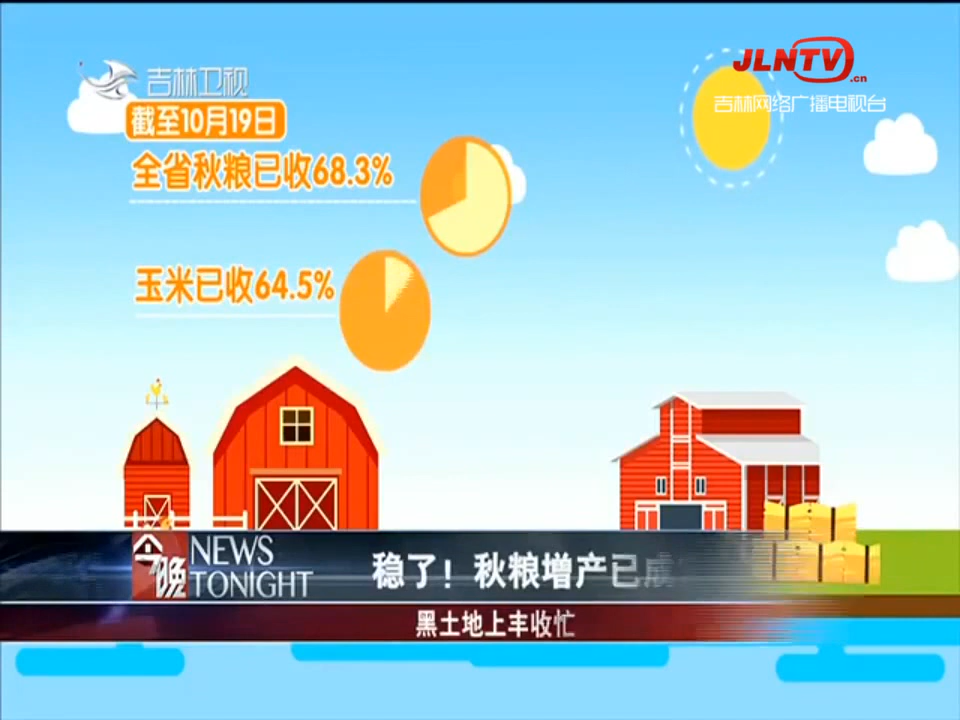 吉林卫视
JLNTV.cn
吉林网络广播电视台
截至10月19日
全省秋粮已收68.3%
玉米已收64.5%
今晚
NEWS
TONIGHT
稳了！秋粮增产已成
黑土地上丰收忙